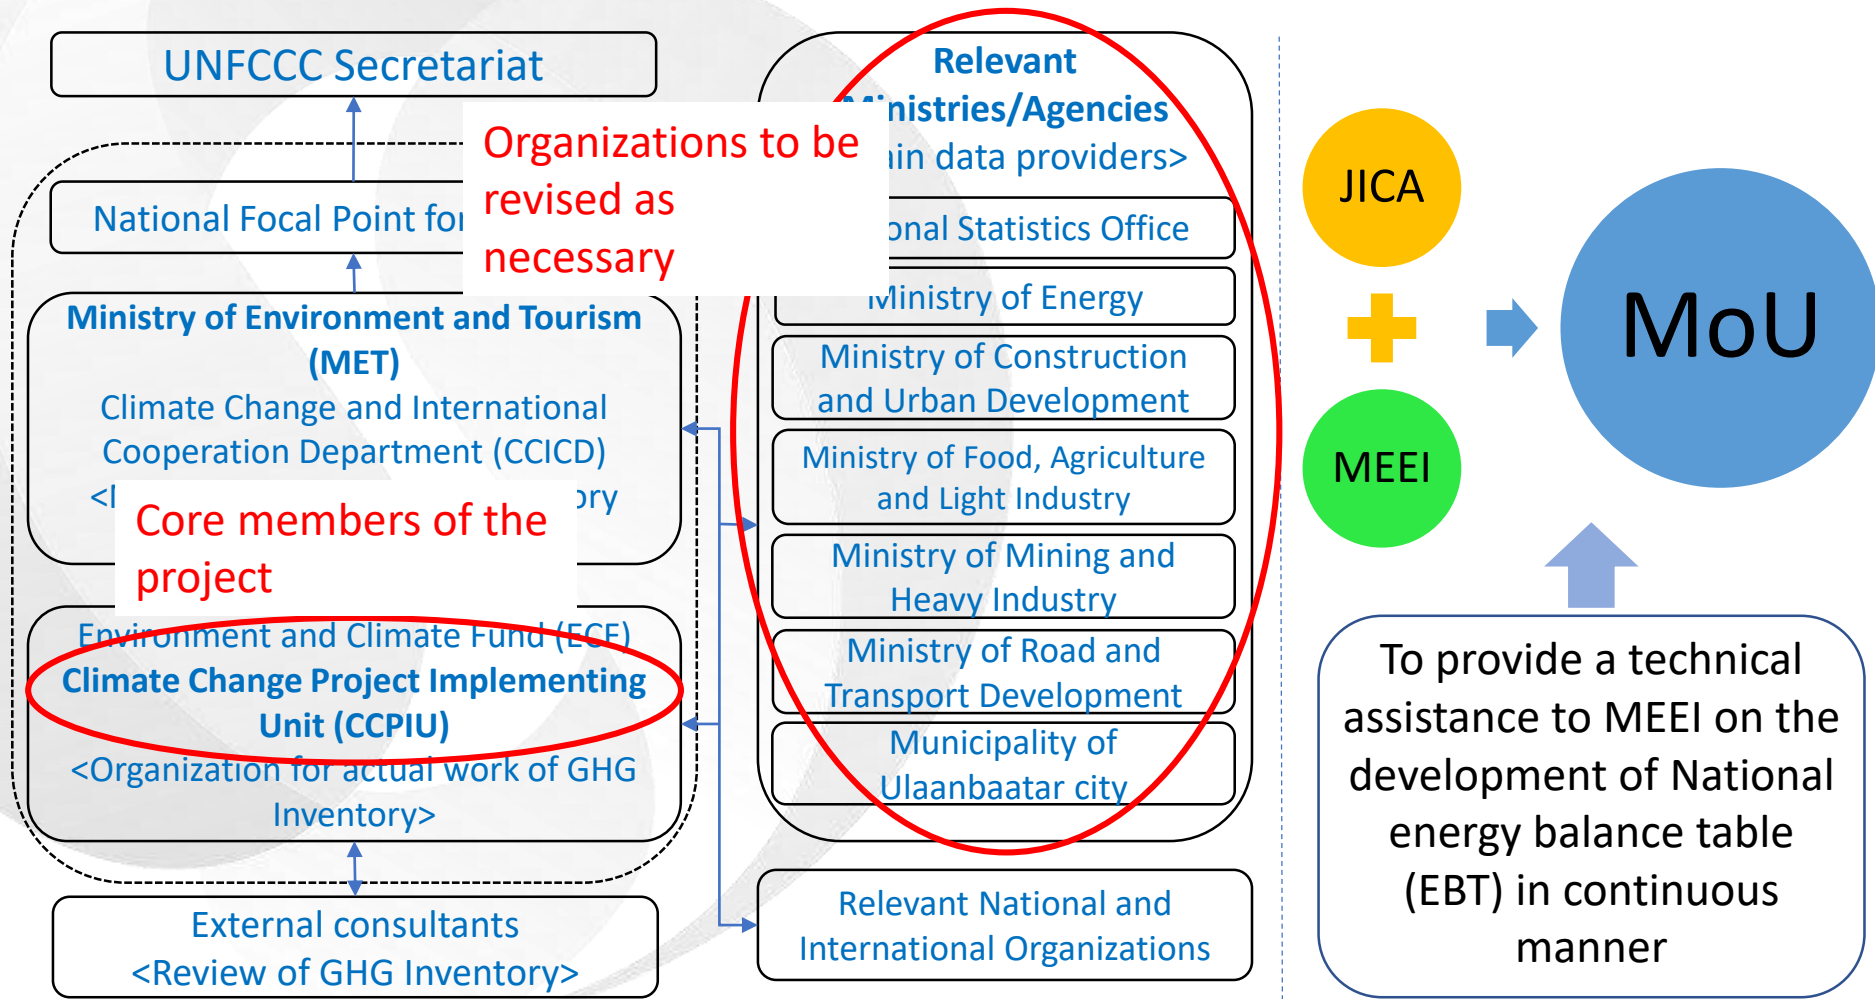 UNFCCC Secretariat
National Focal Point for
Organizations to be
revised as
necessary
Ministry of Environment and Tourism
(MET)
Climate Change and International
Cooperation Department (CCICD)
Core members of the
project
Environment and Climate Fund (ECF)
Climate Change Project Implementing
Unit (CCPIU)
<Organization for actual work of GHG
Inventory>
External consultants
<Review of GHG Inventory>
Relevant
Ministries/Agencies
data providers>
Statistics Office
Ministry of Energy
Ministry of Construction
and Urban Development
Ministry of Food, Agriculture
and Light Industry
Ministry of Mining and
Heavy Industry
Ministry of Road and
Transport Development
Municipality of
Ulaanbaatar city
Relevant National and
International Organizations
JICA
MEEI
MoU
To provide a technical
assistance to MEEI on the
development of National
energy balance table
(EBT) in continuous
manner